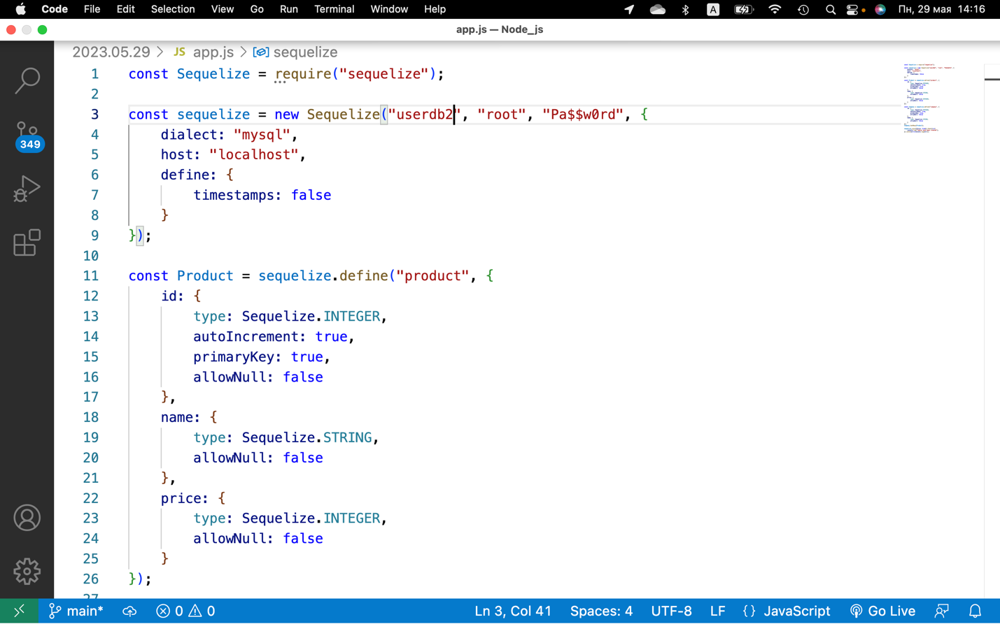 Code File Edit Selection View Go Run Terminal Window Help A Пн, 29 мая 14:16
app.js — Node_js
2023.05.29 > JS app.js > sequelize
1 const Sequelize = require("sequelize");
2
3 const sequelize = new Sequelize("userdb2", "root", "Pa$$w0rd", {
4 dialect: "mysql",
5 host: "localhost",
6 define: {
7 timestamps: false
8 }
9 });
10
11 const Product = sequelize.define("product", {
12 id: {
13 type: Sequelize.INTEGER,
14 autoIncrement: true,
15 primaryKey: true,
16 allowNull: false
17 },
18 name: {
19 type: Sequelize.STRING,
20 allowNull: false
21 },
22 price: {
23 type: Sequelize.INTEGER,
24 allowNull: false
25 }
26 });
27
349
main* 0 0 Ln 3, Col 41 Spaces: 4 UTF-8 LF {} JavaScript Go Live